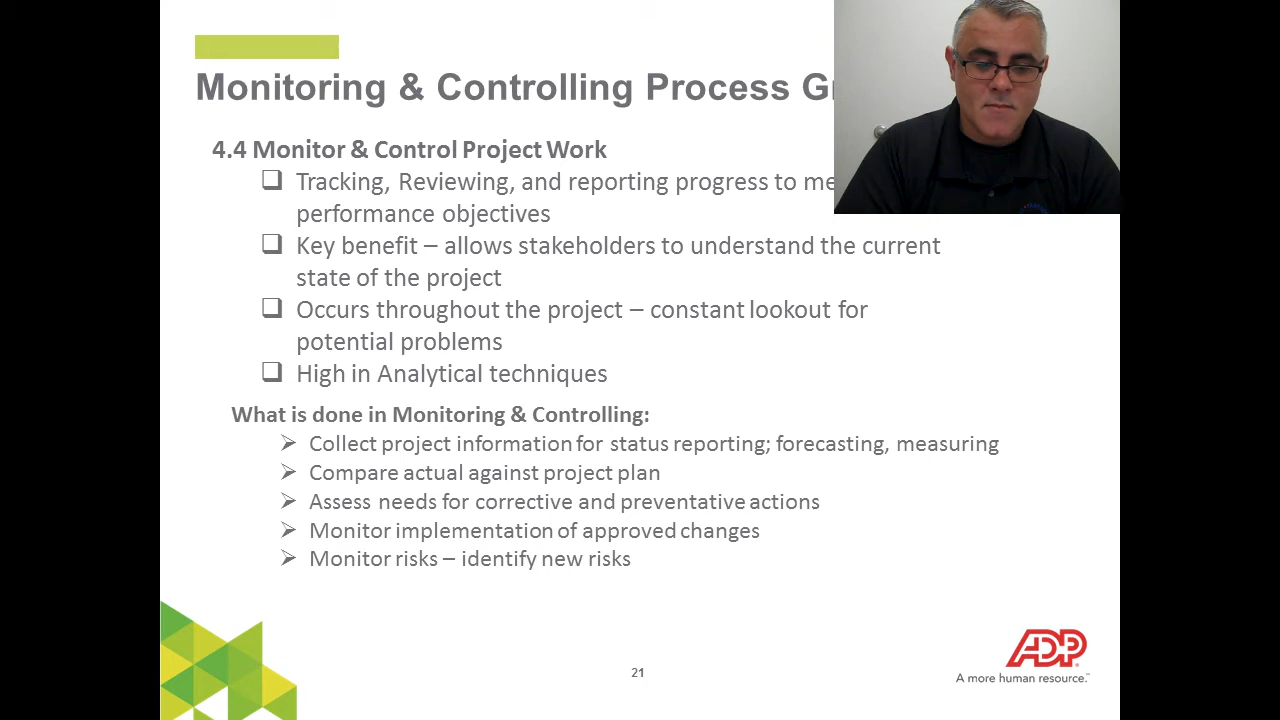 Monitoring & Controlling Process
4.4 Monitor & Control Project Work
❑ Tracking, Reviewing, and reporting progress to
performance objectives
❑ Key benefit – allows stakeholders to understand the current
state of the project
❑ Occurs throughout the project – constant lookout for
potential problems
❑ High in Analytical techniques
What is done in Monitoring & Controlling:
➢ Collect project information for status reporting; forecasting, measuring
➢ Compare actual against project plan
➢ Assess needs for corrective and preventative actions
➢ Monitor implementation of approved changes
➢ Monitor risks – identify new risks
ADP
A more human resource.™
21